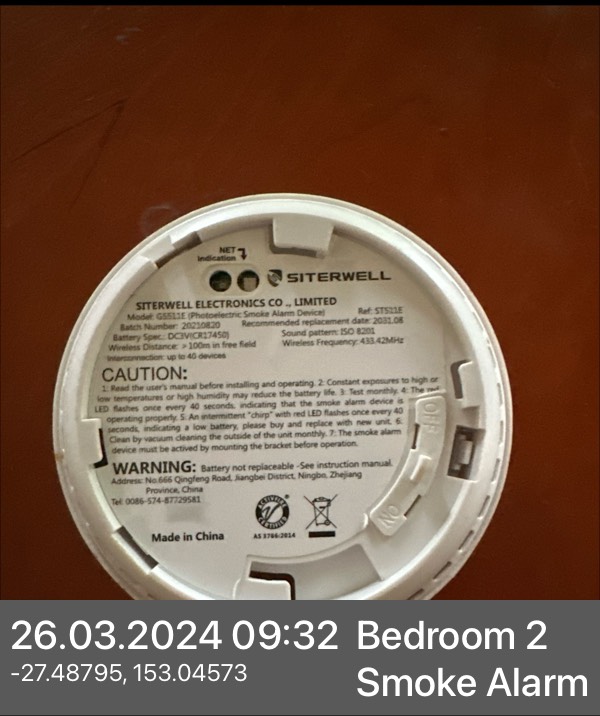 NET
Indication
SITERWELL
SITERWELL ELECTRONICS CO ., LIMITED
Model: GS511E (Photoelectric Smoke Alarm Device) Ref: ST511E
Batch Number: 20210820 Recommended replacement date: 2031.08
Battery Spec.: DC3V(CR17450) Sound pattern: ISO 8201
Wireless Distance: >100m in free field Wireless Frequency: 433.42MHz
Interconnection: up to 40 devices
CAUTION:
1: Read the user's manual before installing and operating. 2: Constant exposures to high or
low temperatures or high humidity may reduce the battery life. 3: Test monthly. 4: The
LED flashes once every 40 seconds, indicating that the smoke alarm device is
operating properly. 5: An intermittent "chirp" with red LED flashes once every 40
seconds, indicating a low battery, please buy and replace with new unit. 6:
Clean by vacuum cleaning the outside of the unit monthly. 7: The smoke alarm
device must be actived by mounting the bracket before operation.
OFF
ON
WARNING: Battery not replaceable -See instruction manual.
Address: No.666 Qingfeng Road, Jiangbei District, Ningbo, Zhejiang
Province, China
Tel: 0086-574-87729581
Made in China
AS 3786:2014
26.03.2024 09:32 Bedroom 2
-27.48795, 153.04573 Smoke Alarm